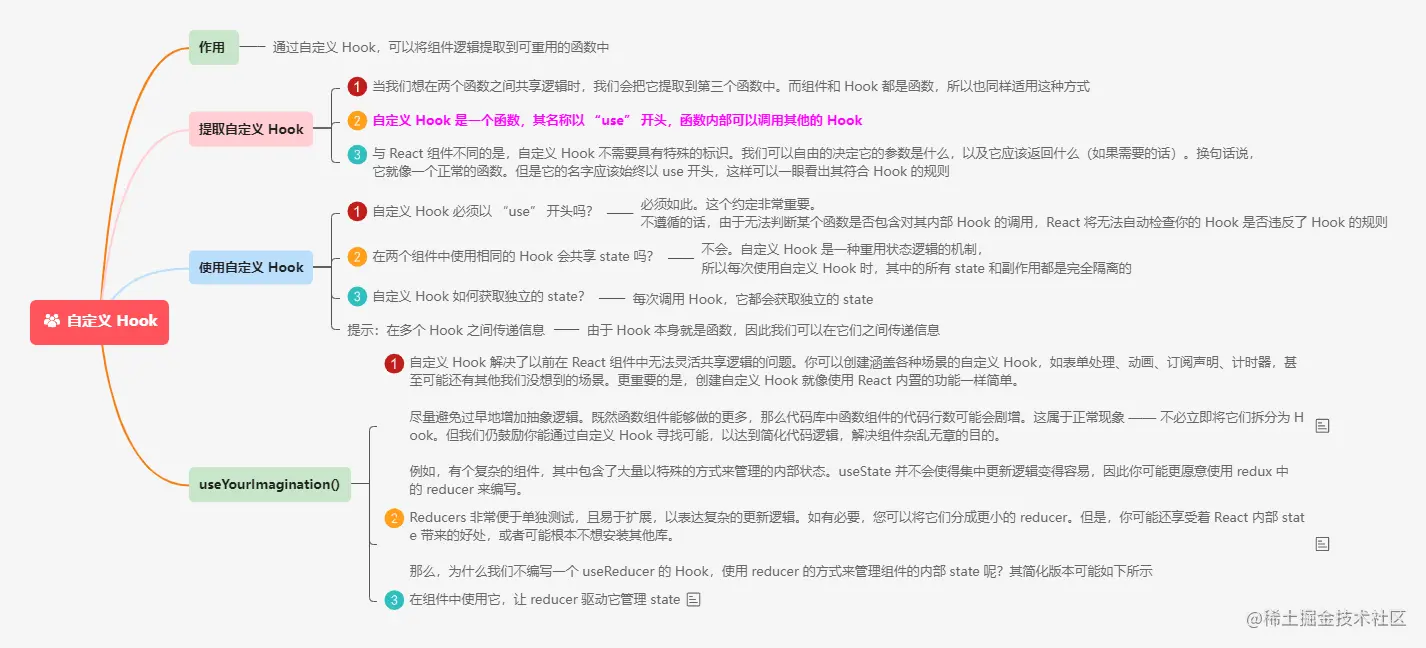 作用
通过自定义 Hook，可以将组件逻辑提取到可重用的函数中
提取自定义 Hook
1 当我们想在两个函数之间共享逻辑时，我们会把它提取到第三个函数中。而组件和 Hook 都是函数，所以也同样适用这种方式
2 自定义 Hook 是一个函数，其名称以 “use” 开头，函数内部可以调用其他的 Hook
3 与 React 组件不同的是，自定义 Hook 不需要具有特殊的标识。我们可以自由的决定它的参数是什么，以及它应该返回什么（如果需要的话）。换句话说，
它就像一个正常的函数。但是它的名字应该始终以 use 开头，这样可以一眼看出其符合 Hook 的规则
使用自定义 Hook
1 自定义 Hook 必须以 “use” 开头吗？
必须如此。这个约定非常重要。
不遵循的话，由于无法判断某个函数是否包含对其内部 Hook 的调用，React 将无法自动检查你的 Hook 是否违反了 Hook 的规则
2 在两个组件中使用相同的 Hook 会共享 state 吗？
不会。自定义 Hook 是一种重用状态逻辑的机制，
所以每次使用自定义 Hook 时，其中的所有 state 和副作用都是完全隔离的
3 自定义 Hook 如何获取独立的 state？
每次调用 Hook，它都会获取独立的 state
提示：在多个 Hook 之间传递信息
由于 Hook 本身就是函数，因此我们可以在它们之间传递信息
自定义 Hook
useYourImagination()
1 自定义 Hook 解决了以前在 React 组件中无法灵活共享逻辑的问题。你可以创建涵盖各种场景的自定义 Hook，如表单处理、动画、订阅声明、计时器，甚
至可能还有其他我们没想到的场景。更重要的是，创建自定义 Hook 就像使用 React 内置的功能一样简单。
尽量避免过早地增加抽象逻辑。既然函数组件能够做的更多，那么代码库中函数组件的代码行数可能会剧增。这属于正常现象 —— 不必立即将它们拆分为 H
ook。但我们仍鼓励你能通过自定义 Hook 寻找可能，以达到简化代码逻辑，解决组件杂乱无章的目的。
例如，有个复杂的组件，其中包含了大量以特殊的方式来管理的内部状态。useState 并不会使得集中更新逻辑变得容易，因此你可能更愿意使用 redux 中
的 reducer 来编写。
2 Reducers 非常便于单独测试，且易于扩展，以表达复杂的更新逻辑。如有必要，您可以将它们分成更小的 reducer。但是，你可能还享受着 React 内部 stat
e 带来的好处，或者可能根本不想安装其他库。
那么，为什么我们不编写一个 useReducer 的 Hook，使用 reducer 的方式来管理组件的内部 state 呢？其简化版本可能如下所示
3 在组件中使用它，让 reducer 驱动它管理 state
@稀土掘金技术社区